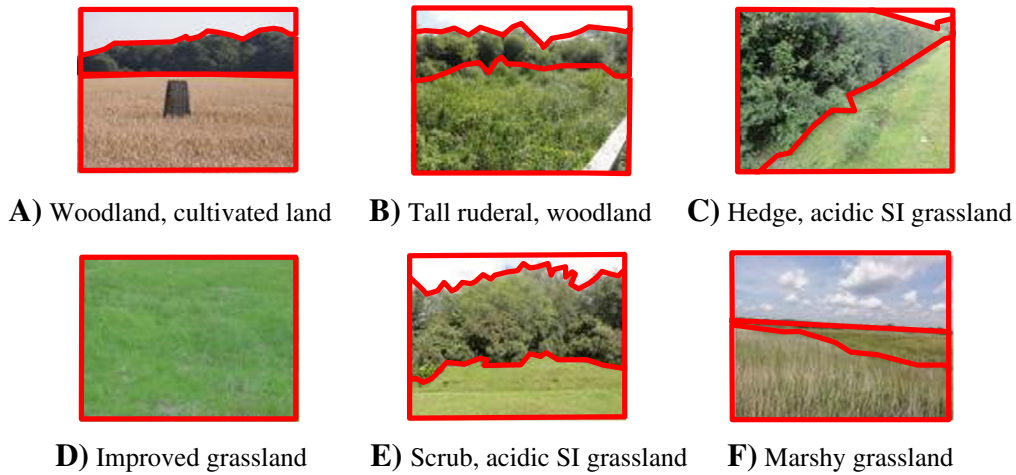 A) Woodland, cultivated land
B) Tall ruderal, woodland
C) Hedge, acidic SI grassland
D) Improved grassland
E) Scrub, acidic SI grassland
F) Marshy grassland